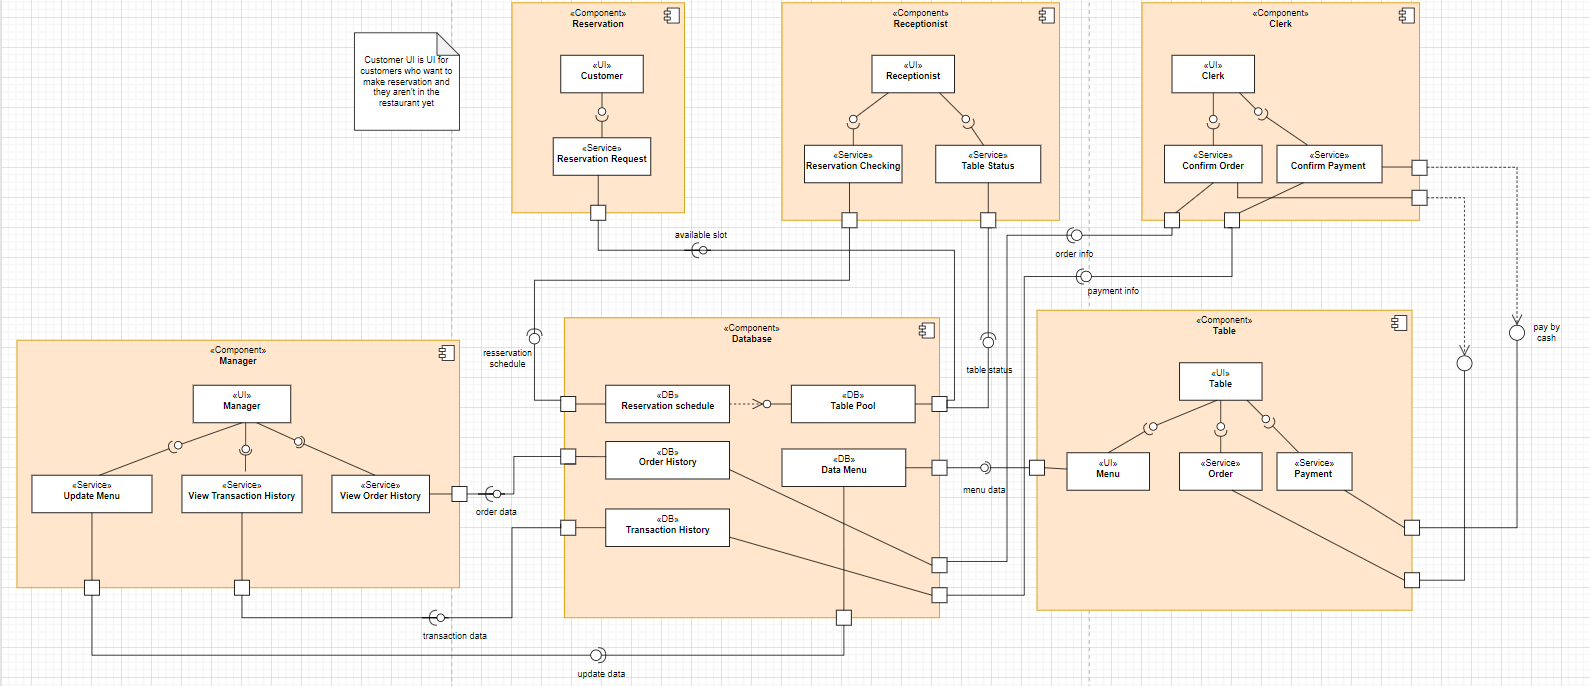 Customer UI is UI for
customers who want to
make reservation and
they aren't in the
restaurant yet
«Component»
Reservation
«UI»
Customer
«Service»
Reservation Request
«Component»
Receptionist
«UI»
Receptionist
«Service»
Reservation Checking
«Service»
Table Status
«Component»
Clerk
«UI»
Clerk
«Service»
Confirm Order
«Service»
Confirm Payment
available slot
order info
payment info
resservation
schedule
table status
pay by
cash
«Component»
Manager
«UI»
Manager
«Service»
Update Menu
«Service»
View Transaction History
«Service»
View Order History
order data
transaction data
update data
«Component»
Database
«DB»
Reservation schedule
«DB»
Table Pool
«DB»
Order History
«DB»
Data Menu
«DB»
Transaction History
menu data
«Component»
Table
«UI»
Table
«UI»
Menu
«Service»
Order
«Service»
Payment